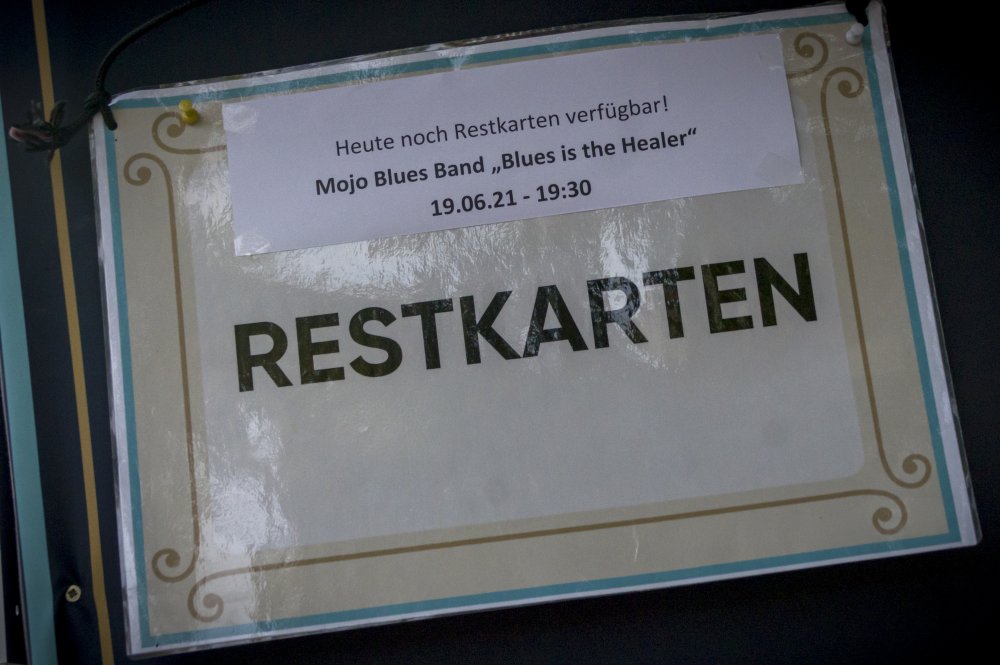 Heute noch Restkarten verfügbar!
Mojo Blues Band „Blues is the Healer“
19.06.21 - 19:30
RESTKARTEN